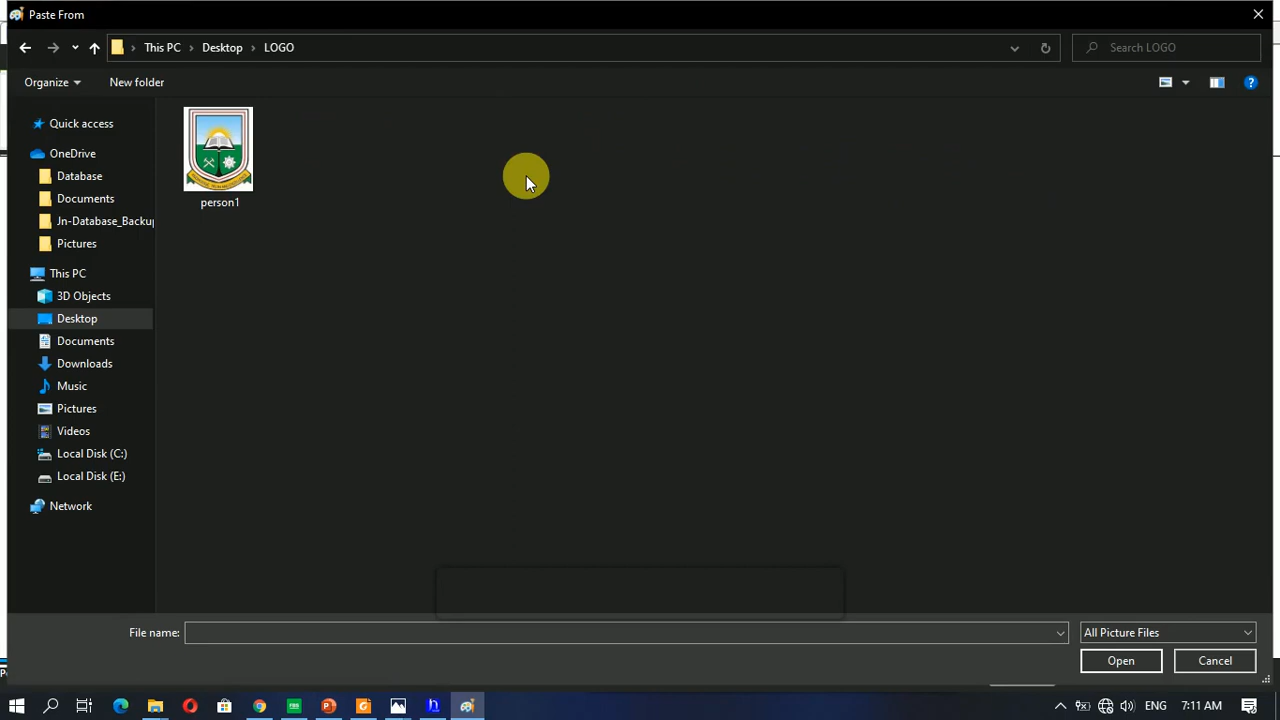 Paste From
This PC
Desktop
LOGO
Search LOGO
Organize
New folder
Quick access
OneDrive
Database
Documents
Jn-Database_Backup
Pictures
This PC
3D Objects
Desktop
Documents
Downloads
Music
Pictures
Videos
Local Disk (C:)
Local Disk (E:)
Network
person1
File name:
All Picture Files
Open
Cancel
ENG
7:11 AM